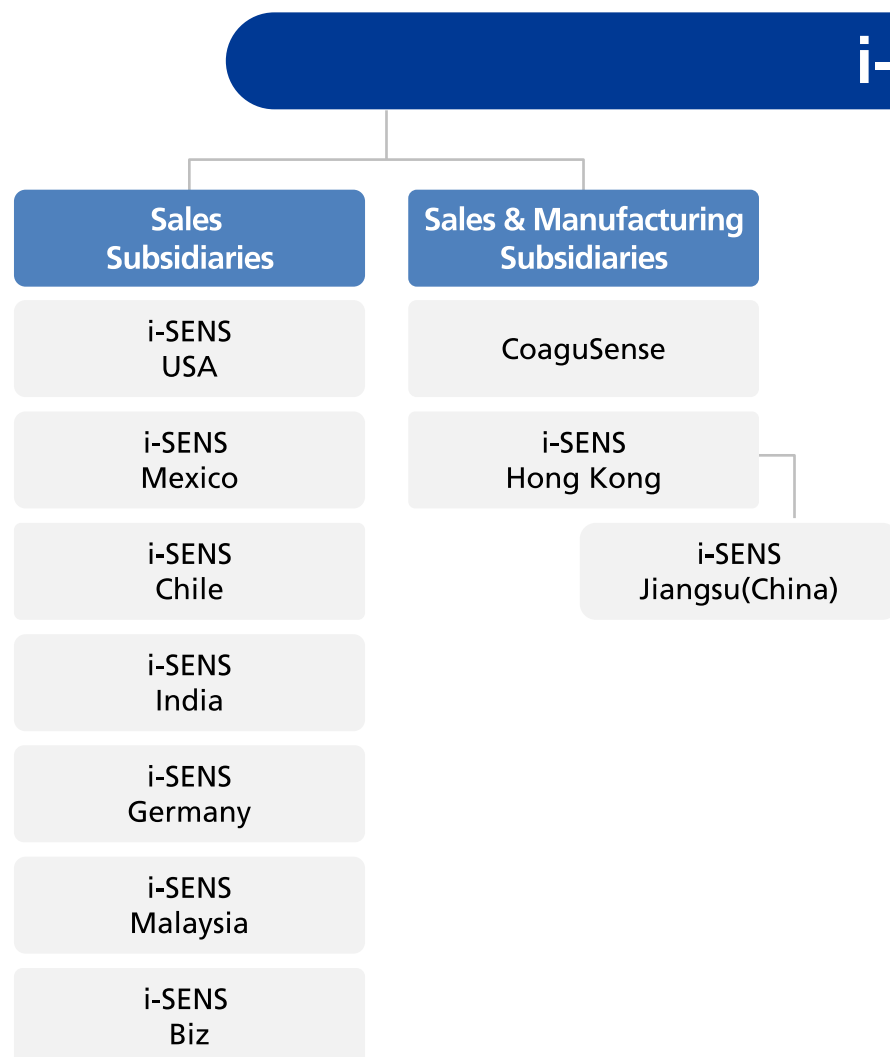 i-
Sales
Subsidiaries
i-SENS
USA
i-SENS
Mexico
i-SENS
Chile
i-SENS
India
i-SENS
Germany
i-SENS
Malaysia
i-SENS
Biz
Sales & Manufacturing
Subsidiaries
CoaguSense
i-SENS
Hong Kong
i-SENS
Jiangsu(China)